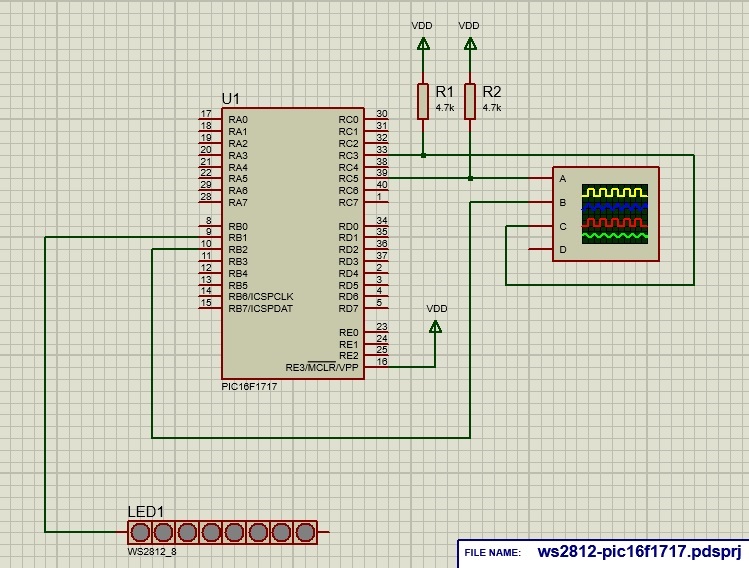 VDD VDD
R1 R2
4.7k 4.7k
U1
17 RA0 RC0 30
18 RA1 RC1 31
19 RA2 RC2 32
20 RA3 RC3 33
21 RA4 RC4 38
22 RA5 RC5 39
29 RA6 RC6 40
28 RA7 RC7 1
8 RB0 RD0 34
9 RB1 RD1 35
10 RB2 RD2 36
11 RB3 RD3 37
12 RB4 RD4 2
13 RB5 RD5 3
14 RB6/ICSPCLK RD6 4
15 RB7/ICSPDAT RD7 5
RE0 23
RE1 24
RE2 25
RE3/MCLR/VPP 16
PIC16F1717
A
B
C
D
VDD
LED1
WS2812_8
FILE NAME: ws2812-pic16f1717.pdsprj